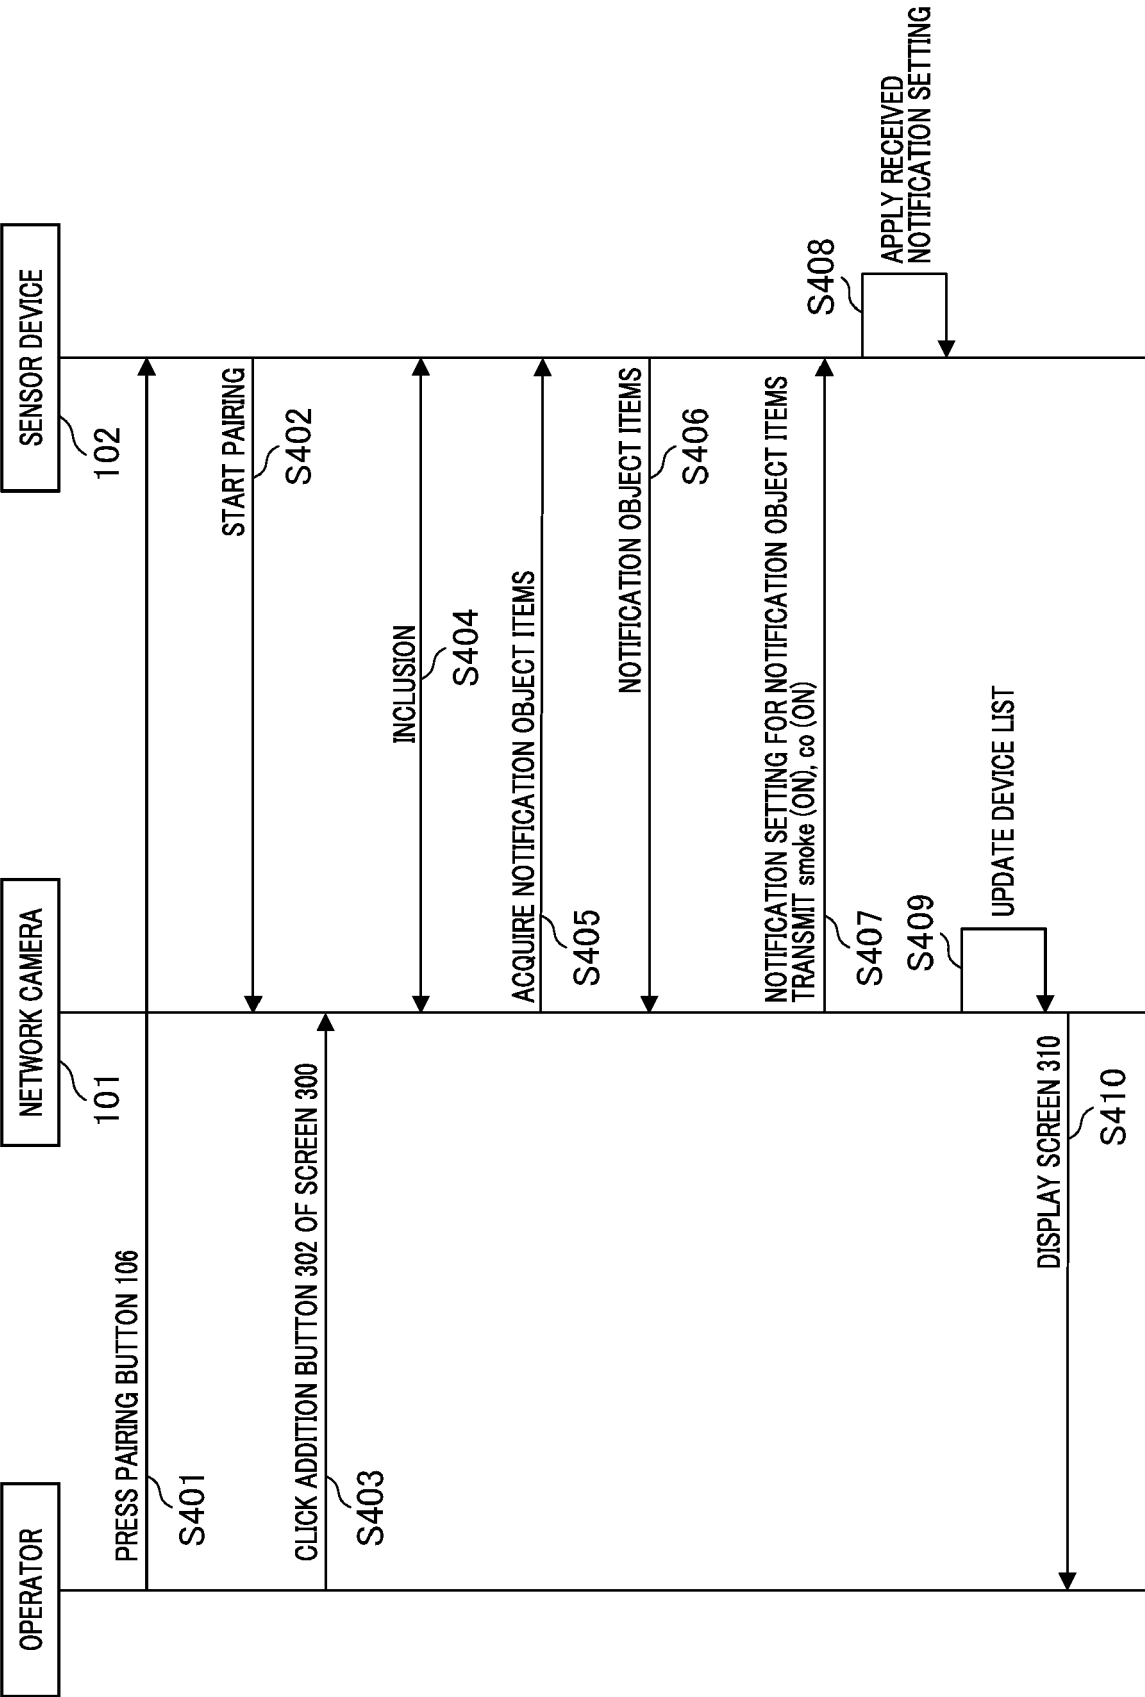 OPERATOR
NETWORK CAMERA
101
SENSOR DEVICE
102
PRESS PAIRING BUTTON 106
S401
START PAIRING
S402
CLICK ADDITION BUTTON 302 OF SCREEN 300
S403
INCLUSION
S404
ACQUIRE NOTIFICATION OBJECT ITEMS
S405
NOTIFICATION OBJECT ITEMS
S406
NOTIFICATION SETTING FOR NOTIFICATION OBJECT ITEMS
TRANSMIT smoke (ON), co (ON)
S407
S408
APPLY RECEIVED
NOTIFICATION SETTING
S409
UPDATE DEVICE LIST
DISPLAY SCREEN 310
S410